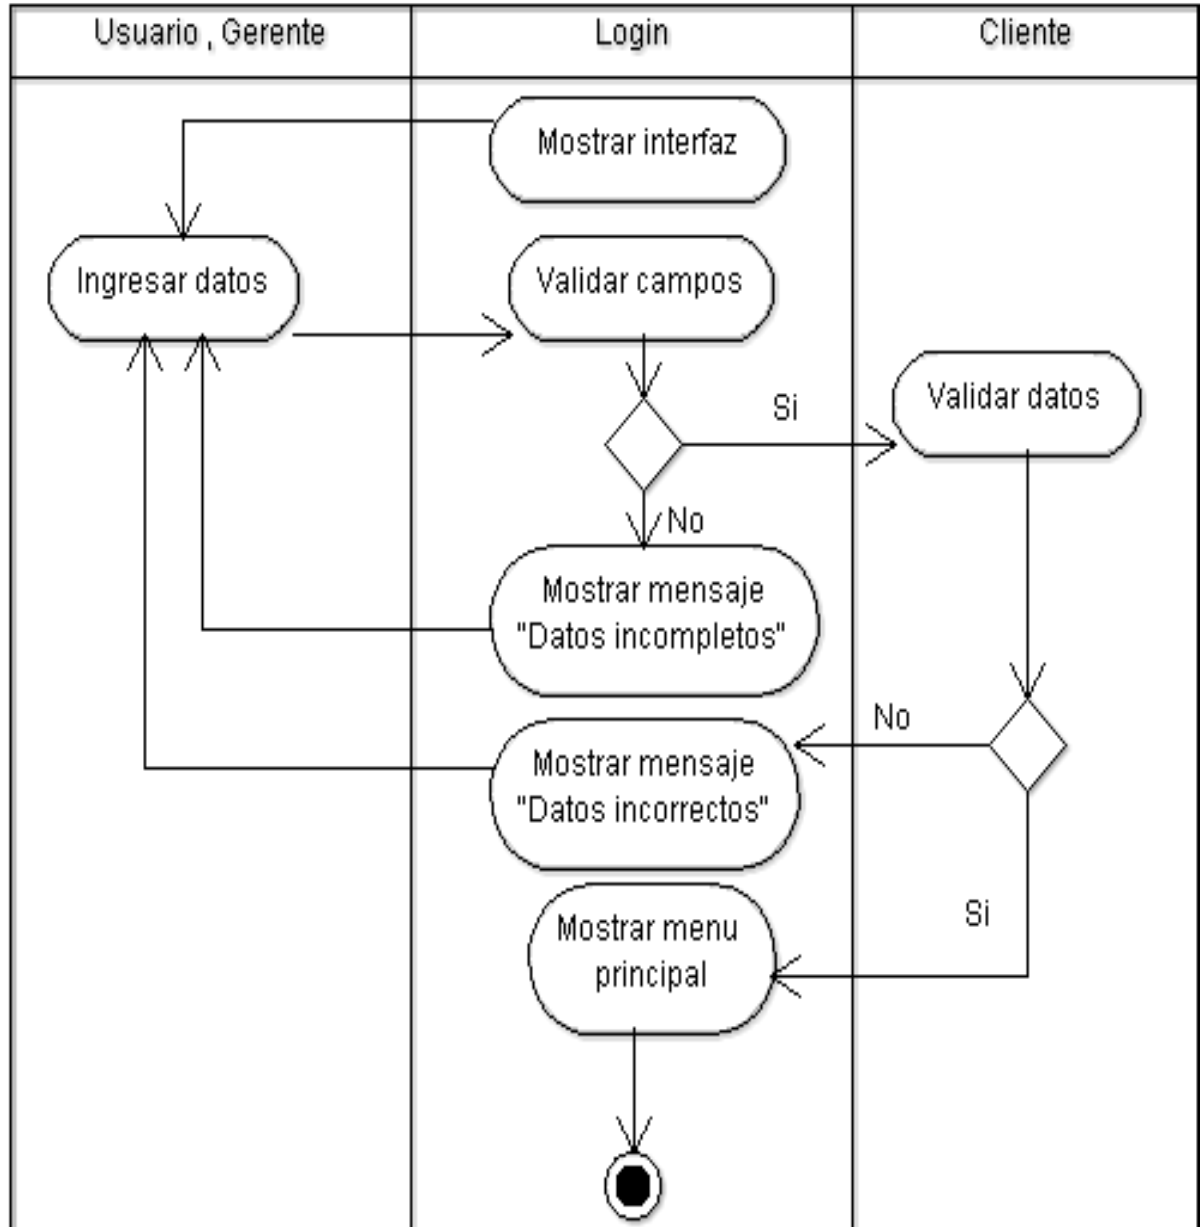 Usuario , Gerente
Login
Cliente
Mostrar interfaz
Ingresar datos
Validar campos
Validar datos
Si
No
Mostrar mensaje
"Datos incompletos"
No
Mostrar mensaje
"Datos incorrectos"
Si
Mostrar menu
principal